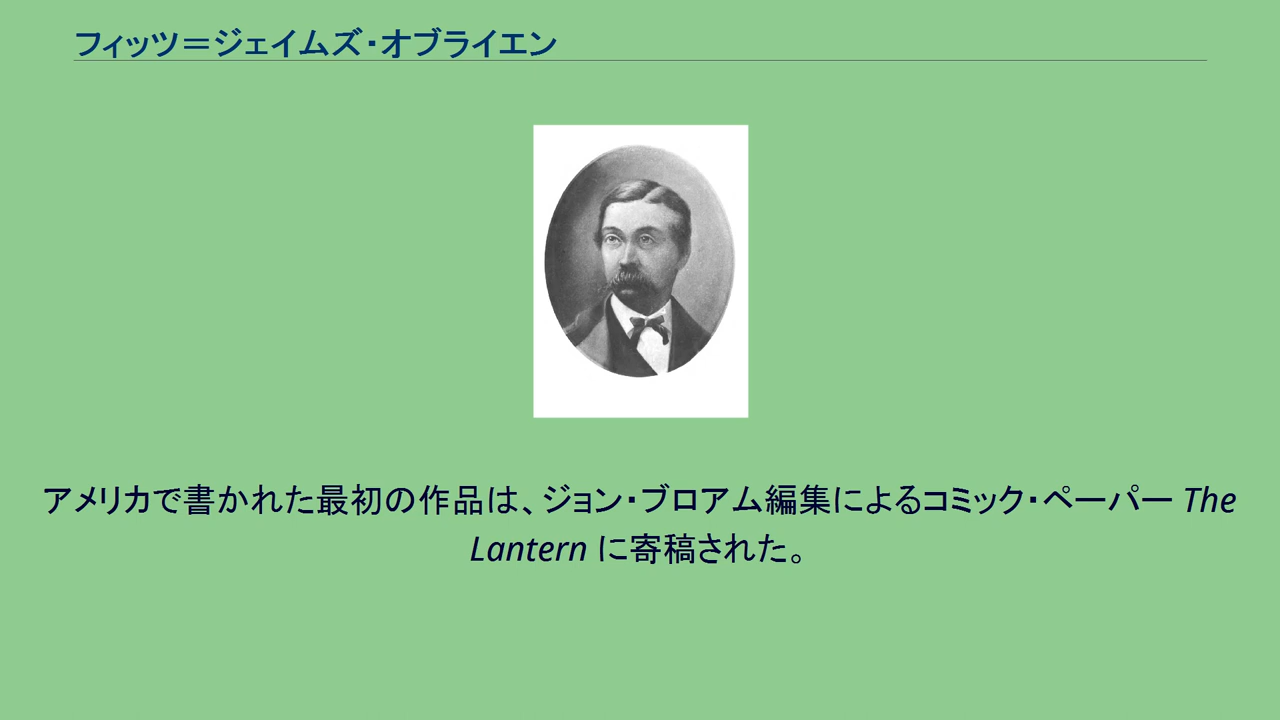 フィッツ＝ジェイムズ・オブライエン
アメリカで書かれた最初の作品は、ジョン・ブロアム編集によるコミック・ペーパー The
Lantern に寄稿された。